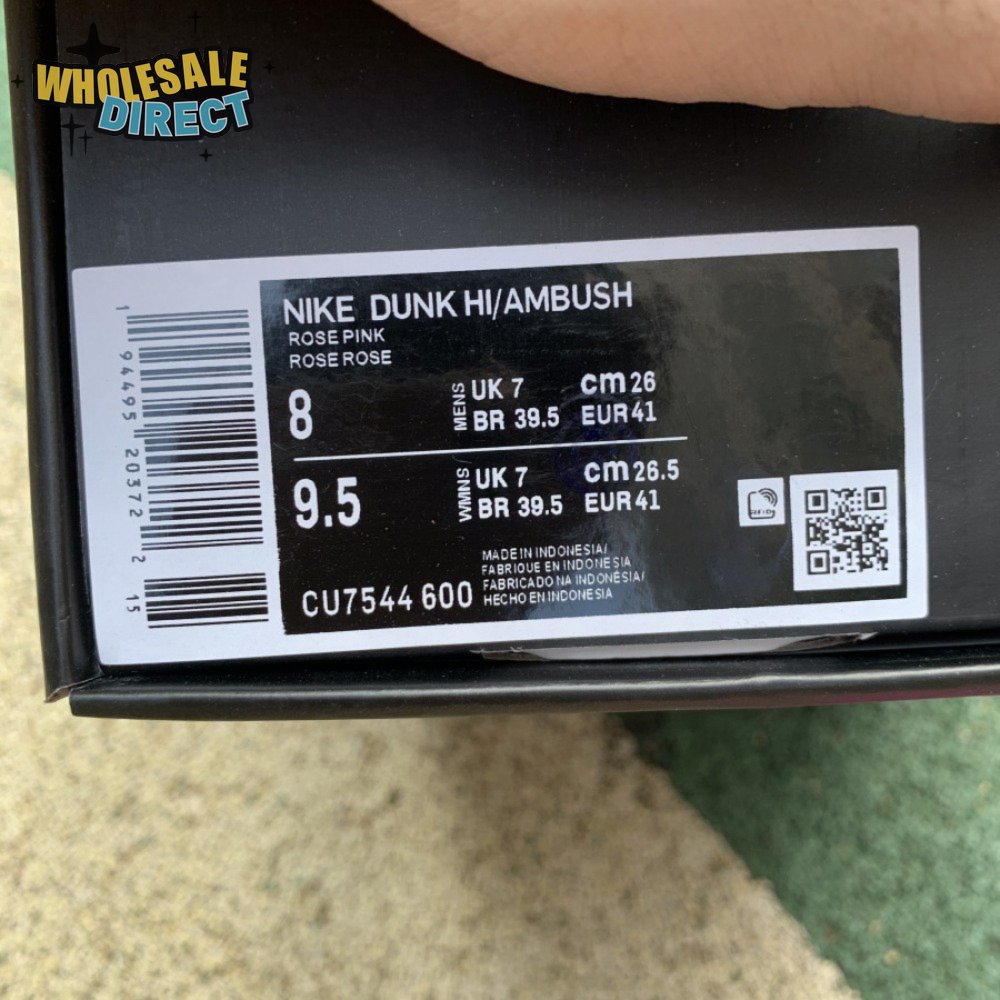 WHOLESALE
DIRECT
NIKE DUNK HI/AMBUSH
ROSE PINK
ROSE ROSE
8 MENS UK 7 cm 26
BR 39.5 EUR 41
9.5 WMNS UK 7 cm 26.5
BR 39.5 EUR 41
CU7544 600
MADE IN INDONESIA/
FABRIQUE EN INDONESIA
FABRICADO NA INDONESIA/
HECHO EN INDONESIA
RFID
1 94495 20372 2 15